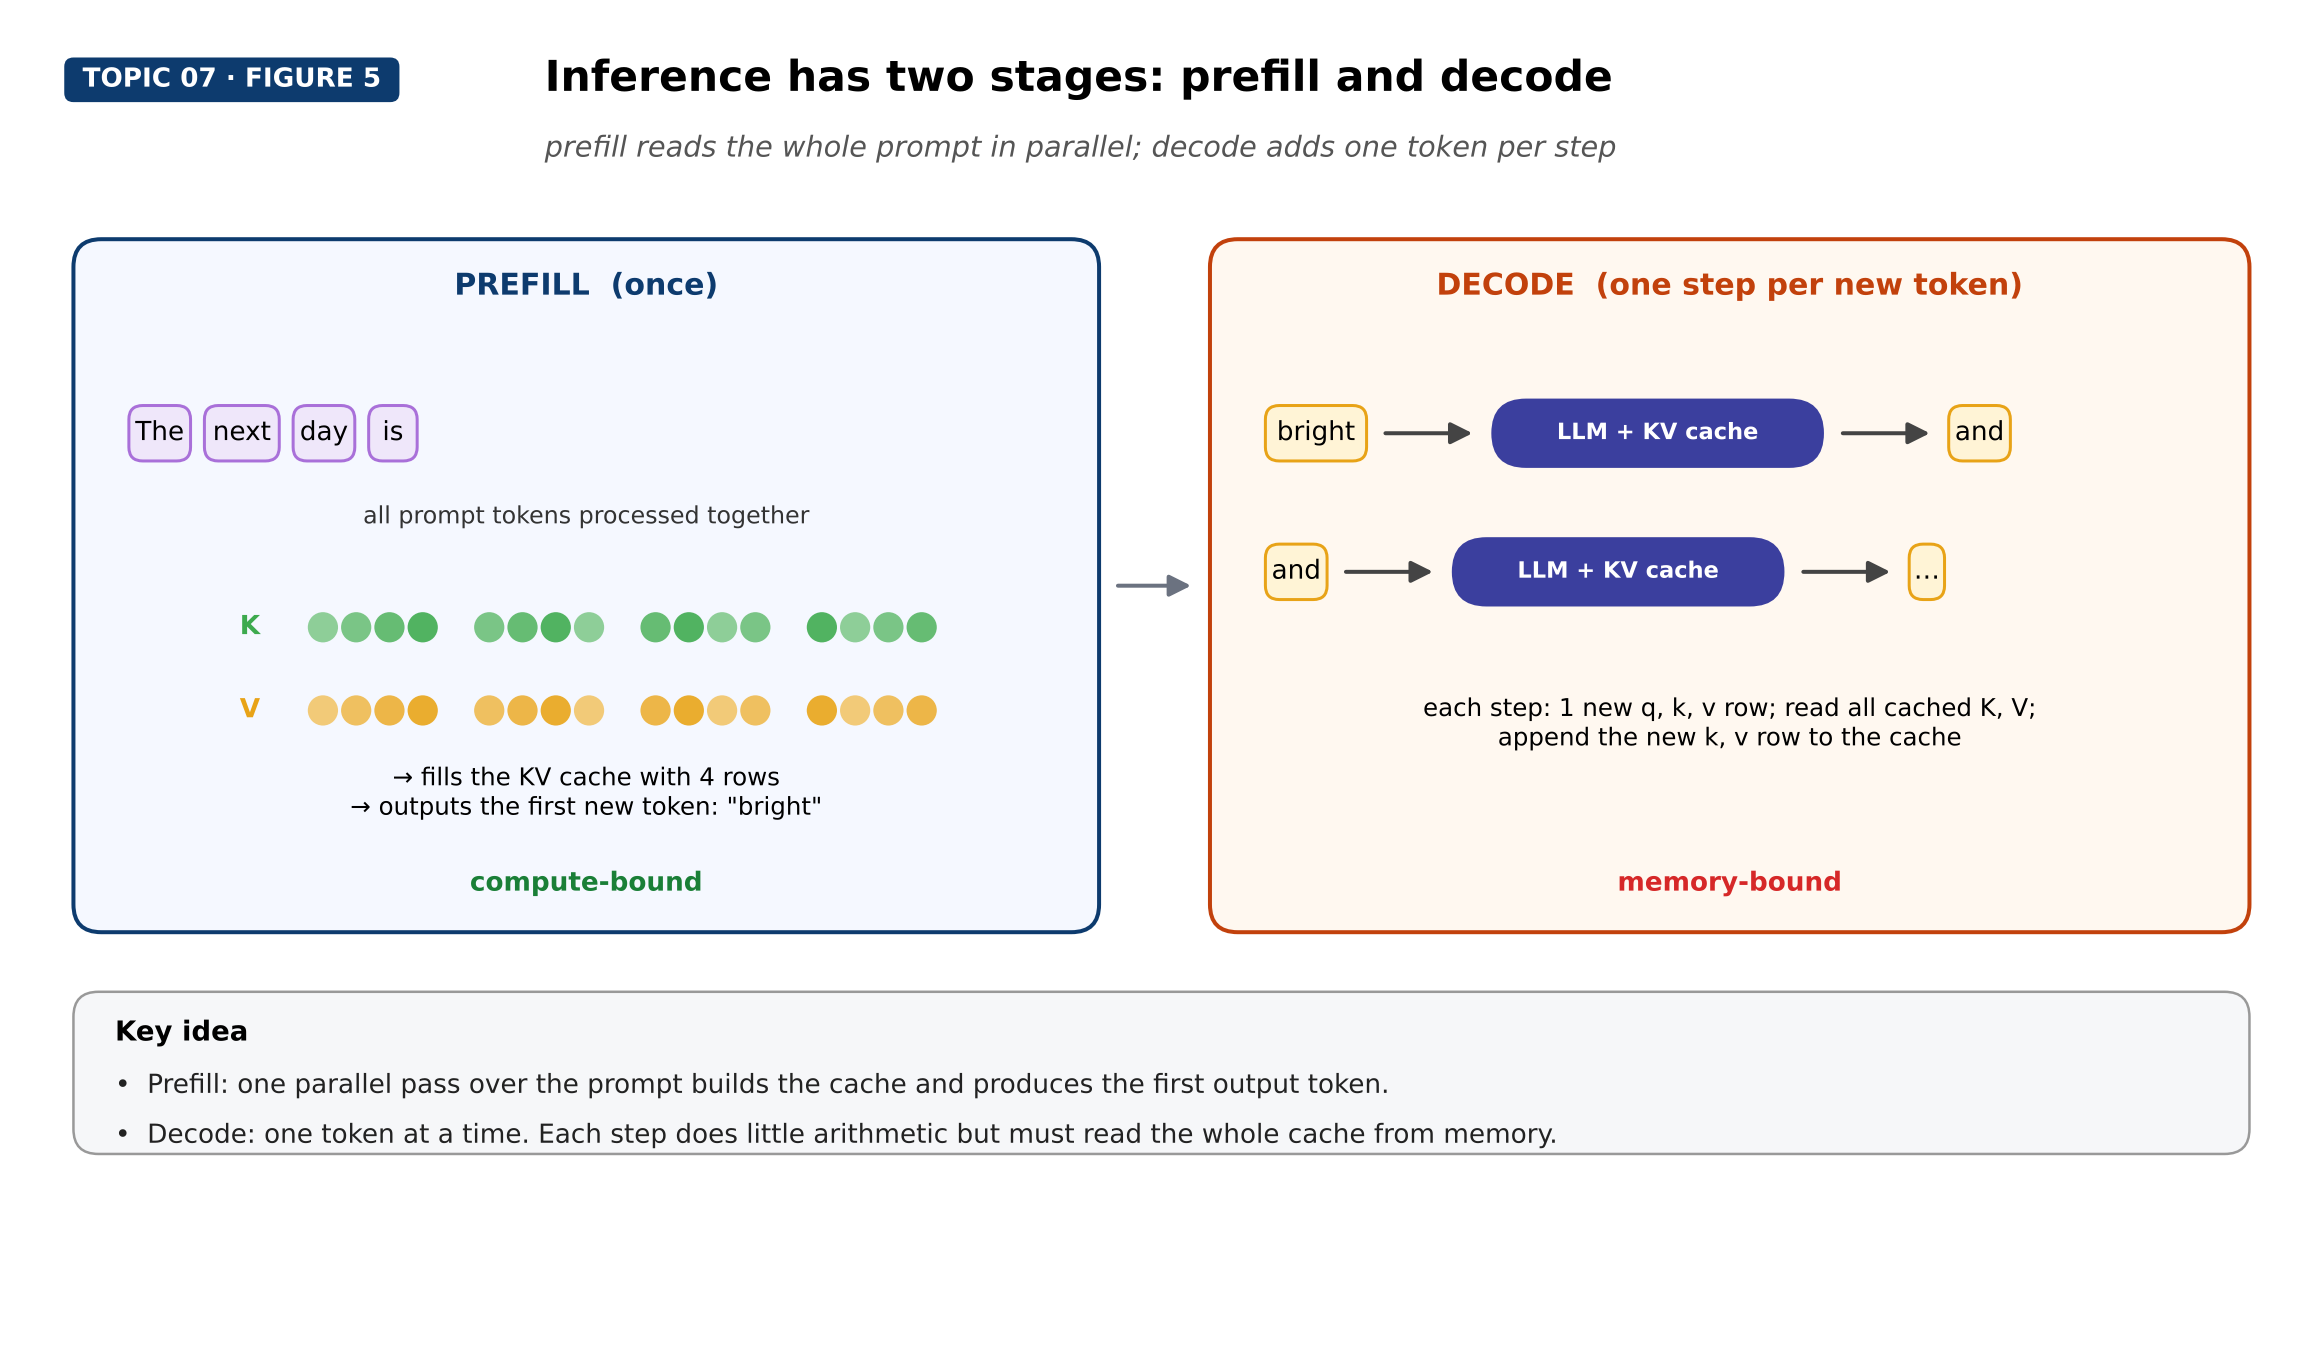 TOPIC 07 · FIGURE 5
Inference has two stages: prefill and decode
prefill reads the whole prompt in parallel; decode adds one token per step
PREFILL (once)
The next day is
all prompt tokens processed together
K
V
→ fills the KV cache with 4 rows
→ outputs the first new token: "bright"
compute-bound
DECODE (one step per new token)
bright LLM + KV cache and
and LLM + KV cache ...
each step: 1 new q, k, v row; read all cached K, V;
append the new k, v row to the cache
memory-bound
Key idea
• Prefill: one parallel pass over the prompt builds the cache and produces the first output token.
• Decode: one token at a time. Each step does little arithmetic but must read the whole cache from memory.